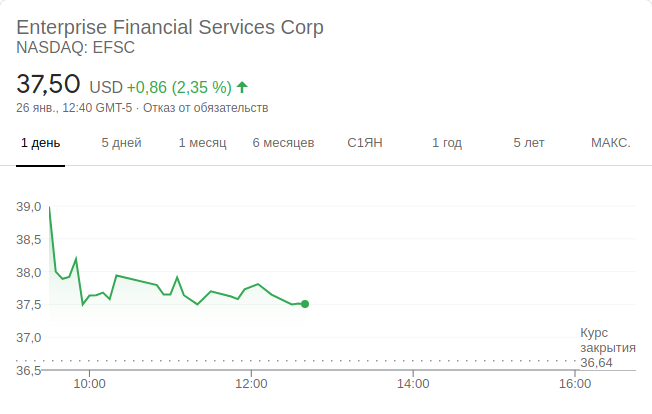 Enterprise Financial Services Corp
NASDAQ: EFSC
37,50 USD +0,86 (2,35 %)
26 янв., 12:40 GMT-5 · Отказ от обязательств
1 день 5 дней 1 месяц 6 месяцев С1ЯН 1 год 5 лет МАКС.
39,0
38,5
38,0
37,5
37,0
36,5
Курс
закрытия
36,64
10:00 12:00 14:00 16:00